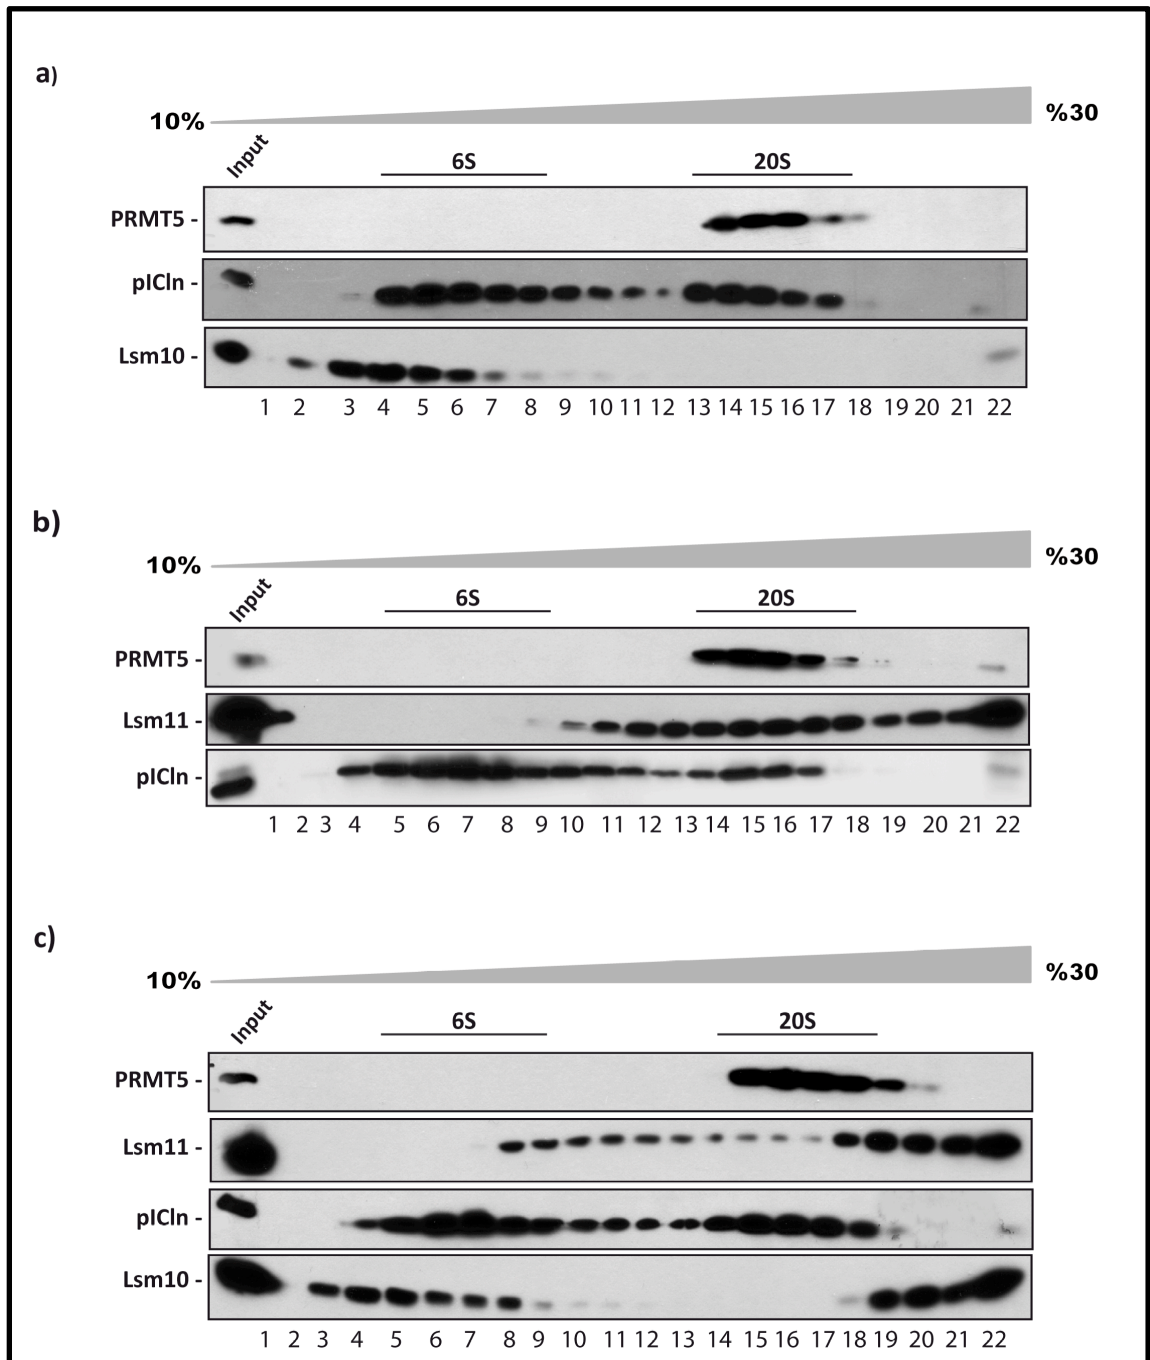 a)
10%
%30
Input
6S
20S
PRMT5 -
pICln -
Lsm10 -
1 2 3 4 5 6 7 8 9 10 11 12 13 14 15 16 17 18 19 20 21 22
b)
10%
%30
Input
6S
20S
PRMT5 -
Lsm11 -
pICln -
1 2 3 4 5 6 7 8 9 10 11 12 13 14 15 16 17 18 19 20 21 22
c)
10%
%30
Input
6S
20S
PRMT5 -
Lsm11 -
pICln -
Lsm10 -
1 2 3 4 5 6 7 8 9 10 11 12 13 14 15 16 17 18 19 20 21 22